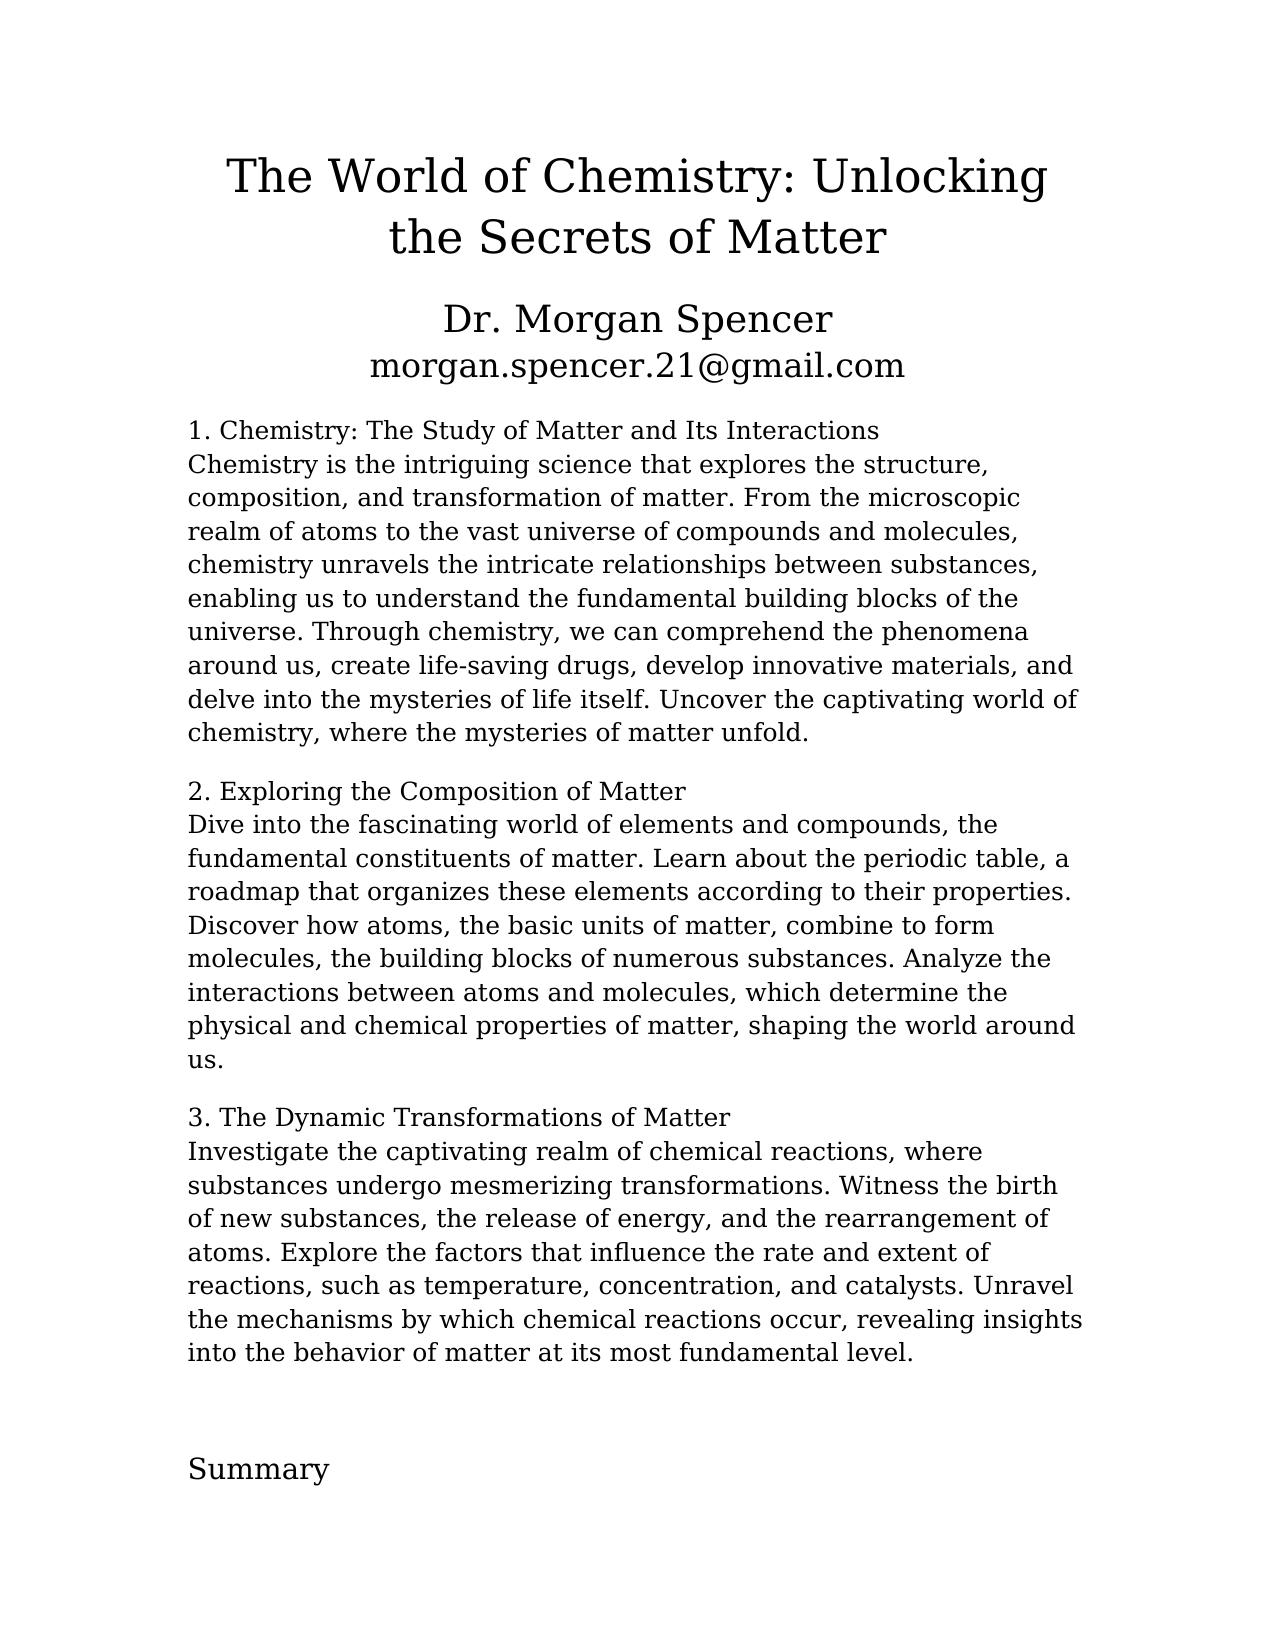 The World of Chemistry: Unlocking
the Secrets of Matter
Dr. Morgan Spencer
morgan.spencer.21@gmail.com
1. Chemistry: The Study of Matter and Its Interactions
Chemistry is the intriguing science that explores the structure,
composition, and transformation of matter. From the microscopic
realm of atoms to the vast universe of compounds and molecules,
chemistry unravels the intricate relationships between substances,
enabling us to understand the fundamental building blocks of the
universe. Through chemistry, we can comprehend the phenomena
around us, create life-saving drugs, develop innovative materials, and
delve into the mysteries of life itself. Uncover the captivating world of
chemistry, where the mysteries of matter unfold.
2. Exploring the Composition of Matter
Dive into the fascinating world of elements and compounds, the
fundamental constituents of matter. Learn about the periodic table, a
roadmap that organizes these elements according to their properties.
Discover how atoms, the basic units of matter, combine to form
molecules, the building blocks of numerous substances. Analyze the
interactions between atoms and molecules, which determine the
physical and chemical properties of matter, shaping the world around
us.
3. The Dynamic Transformations of Matter
Investigate the captivating realm of chemical reactions, where
substances undergo mesmerizing transformations. Witness the birth
of new substances, the release of energy, and the rearrangement of
atoms. Explore the factors that influence the rate and extent of
reactions, such as temperature, concentration, and catalysts. Unravel
the mechanisms by which chemical reactions occur, revealing insights
into the behavior of matter at its most fundamental level.
Summary